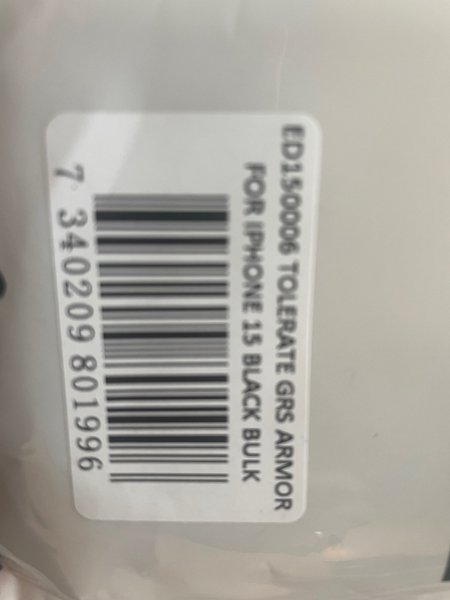 ED150006 TOLERATE GRS ARMOR
FOR IPHONE 15 BLACK BULK
7 340209 801996